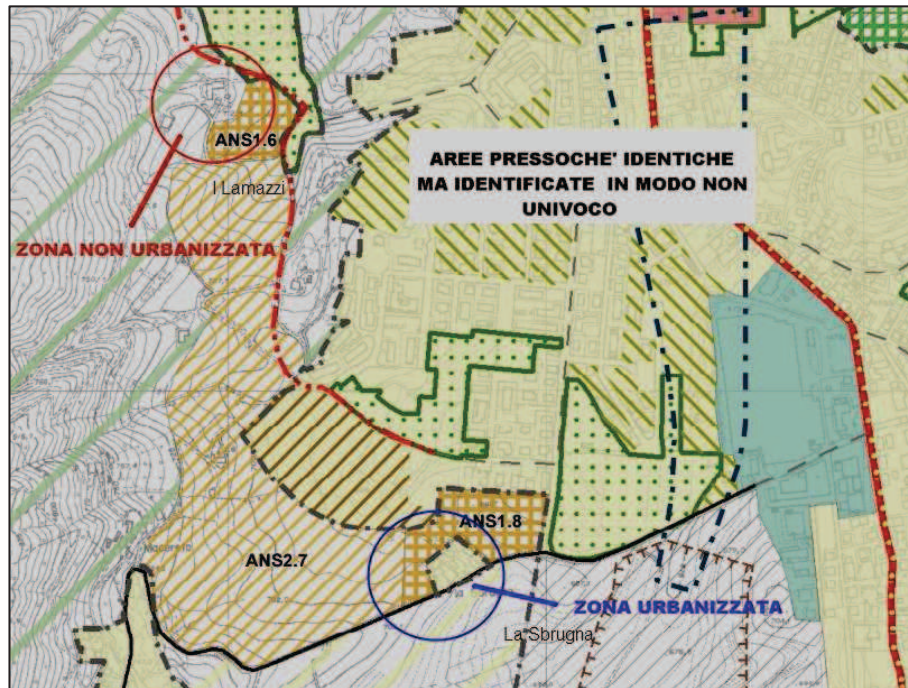 ANS1.6
AREE PRESSOCHE' IDENTICHE
MA IDENTIFICATE IN MODO NON
UNIVOCO
I Lamazzi
ZONA NON URBANIZZATA
ANS1.8
ANS2.7
ZONA URBANIZZATA
La Sbrugna